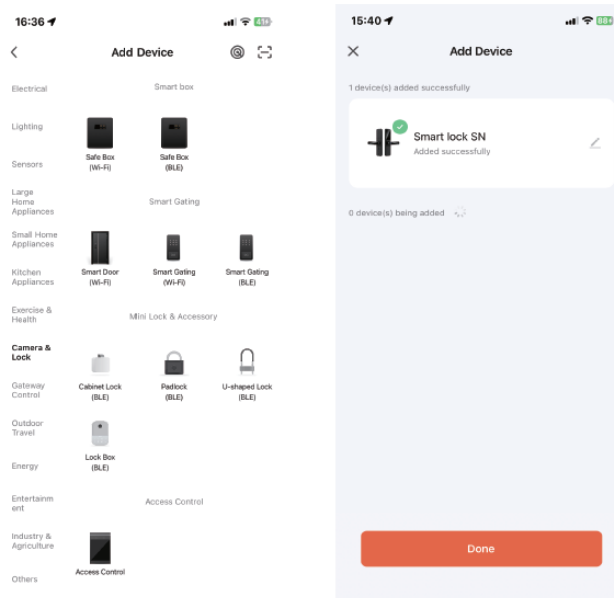 16:36
Add Device
Electrical
Smart box
Lighting
Safe Box
(Wi-Fi)
Safe Box
(BLE)
Sensors
Large
Home
Appliances
Smart Gating
Small Home
Appliances
Kitchen
Appliances
Smart Door
(Wi-Fi)
Smart Gating
(Wi-Fi)
Smart Gating
(BLE)
Exercise &
Health
Mini Lock & Accessory
Camera &
Lock
Gateway
Control
Cabinet Lock
(BLE)
Padlock
(BLE)
U-shaped Lock
(BLE)
Outdoor
Travel
Energy
Lock Box
(BLE)
Entertainm
ent
Access Control
Industry &
Agriculture
Access Control
Others
15:40
Add Device
1 device(s) added successfully
Smart lock SN
Added successfully
0 device(s) being added
Done